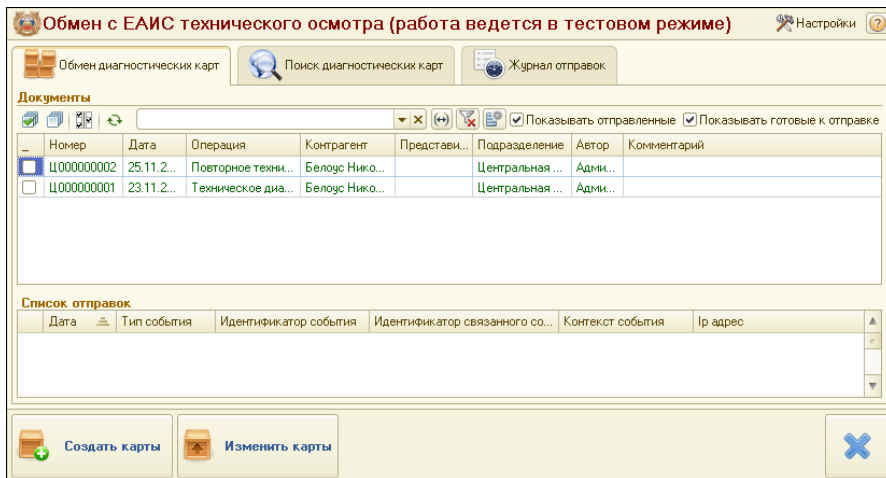 Обмен с ЕАИС технического осмотра (работа ведется в тестовом режиме) Настройки ?
Обмен диагностических карт Поиск диагностических карт Журнал отправок
Документы
Показывать отправленные Показывать готовые к отправке
_ Номер Дата Операция Контрагент Представи... Подразделение Автор Комментарий
Ц000000002 25.11.2... Повторное техни... Белоус Нико... Центральная ... Адми...
Ц000000001 23.11.2... Техническое диа... Белоус Нико... Центральная ... Адми...
Список отправок
Дата Тип события Идентификатор события Идентификатор связанного со... Контекст события Ip адрес
Создать карты Изменить карты